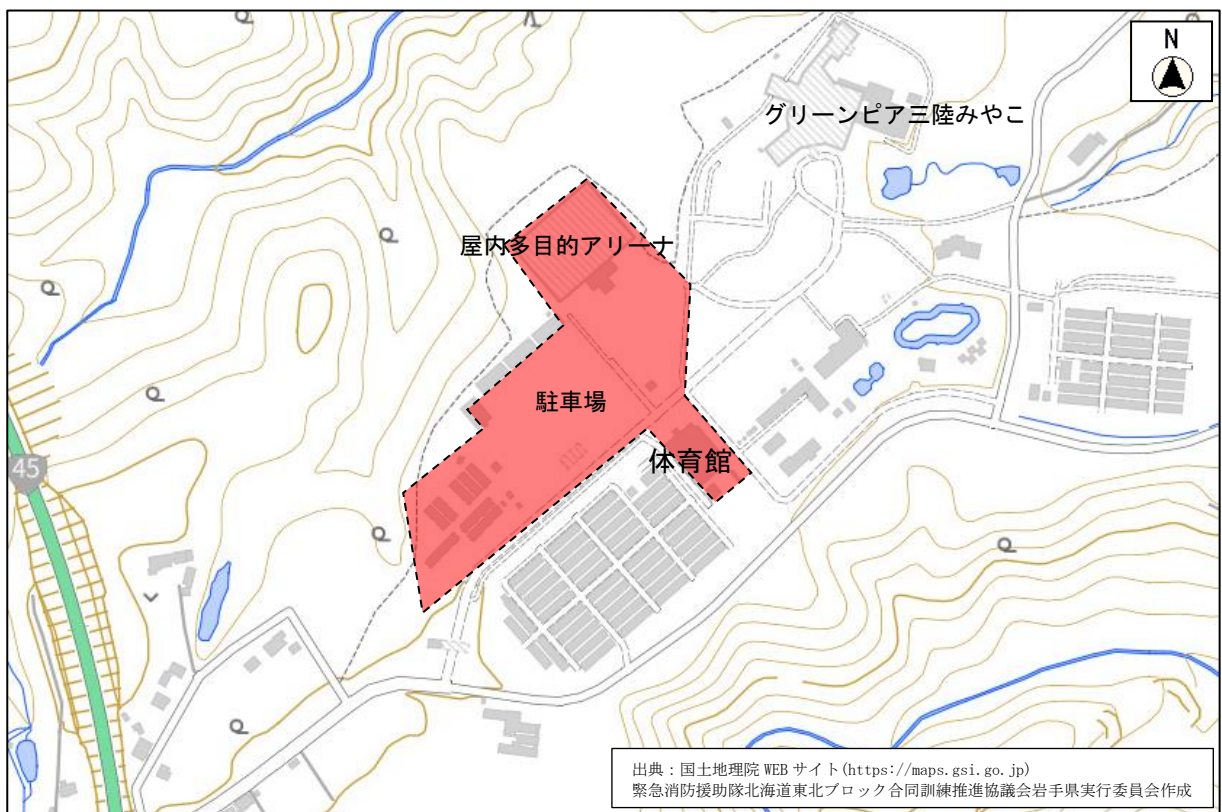 N
グリーンピア三陸みやこ
屋内多目的アリーナ
駐車場
体育館
45
出典：国土地理院 WEB サイト(https://maps.gsi.go.jp)
緊急消防援助隊北海道東北ブロック合同訓練推進協議会岩手県実行委員会作成